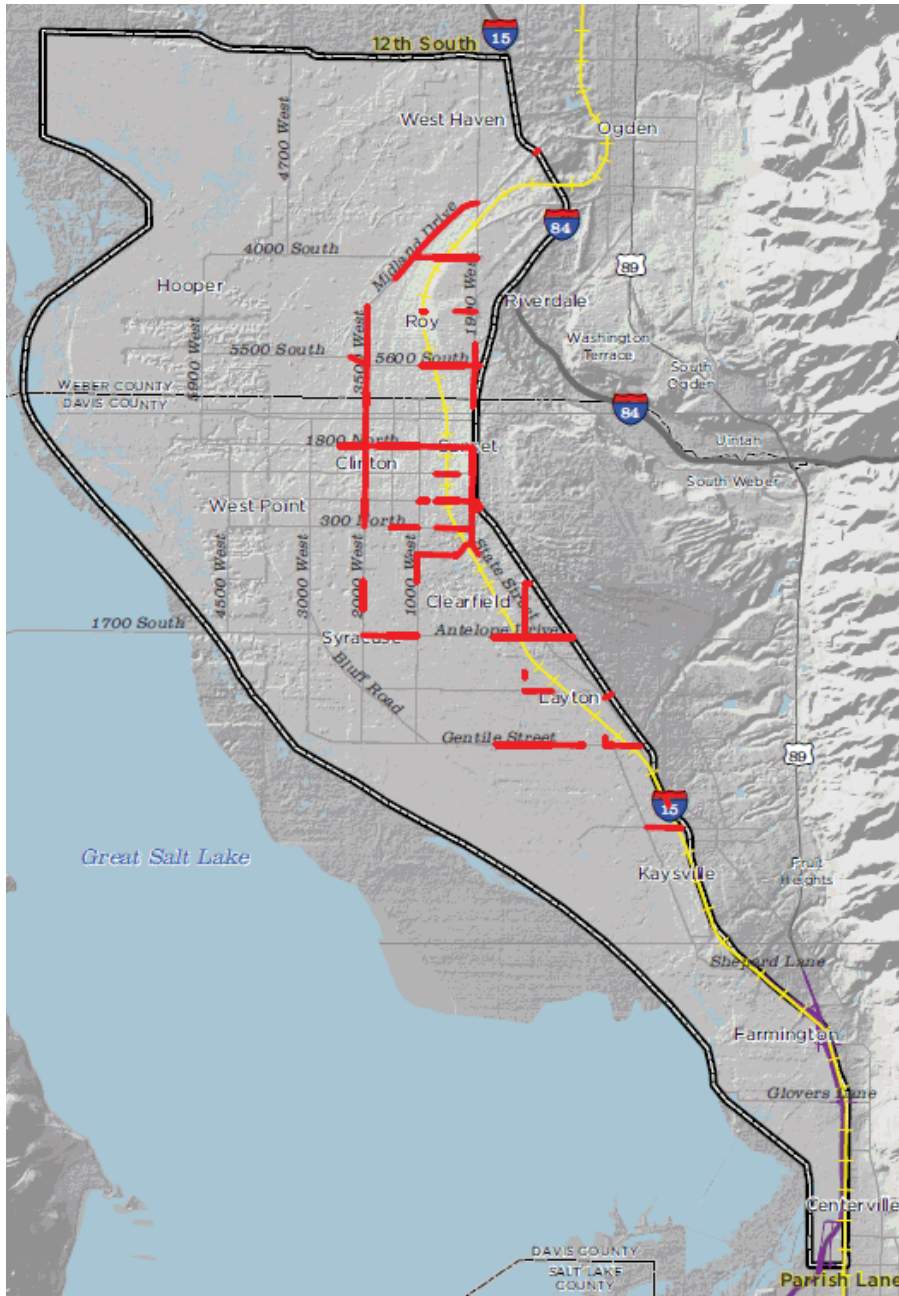 15
12th South
4700 West
West Haven
Ogden
84
Midland Drive
4000 South
89
Hooper
1900 West
Riverdale
3500 West
Roy
5900 West
5500 South
5600 South
Washington
Terrace
South
Ogden
WEBER COUNTY
DAVIS COUNTY
84
1800 North
Sunset
Uintah
Clinton
South Weber
West Point
300 North
State Street
4500 West
3000 West
2000 West
1000 West
Clearfield
1700 South
Syracuse
Antelope Drive
Bluff Road
Layton
Gentile Street
89
15
Great Salt Lake
Kaysville
Fruit
Heights
Shepard Lane
Farmington
Glovers Lane
Centerville
DAVIS COUNTY
SALT LAKE
COUNTY
Parrish Lane